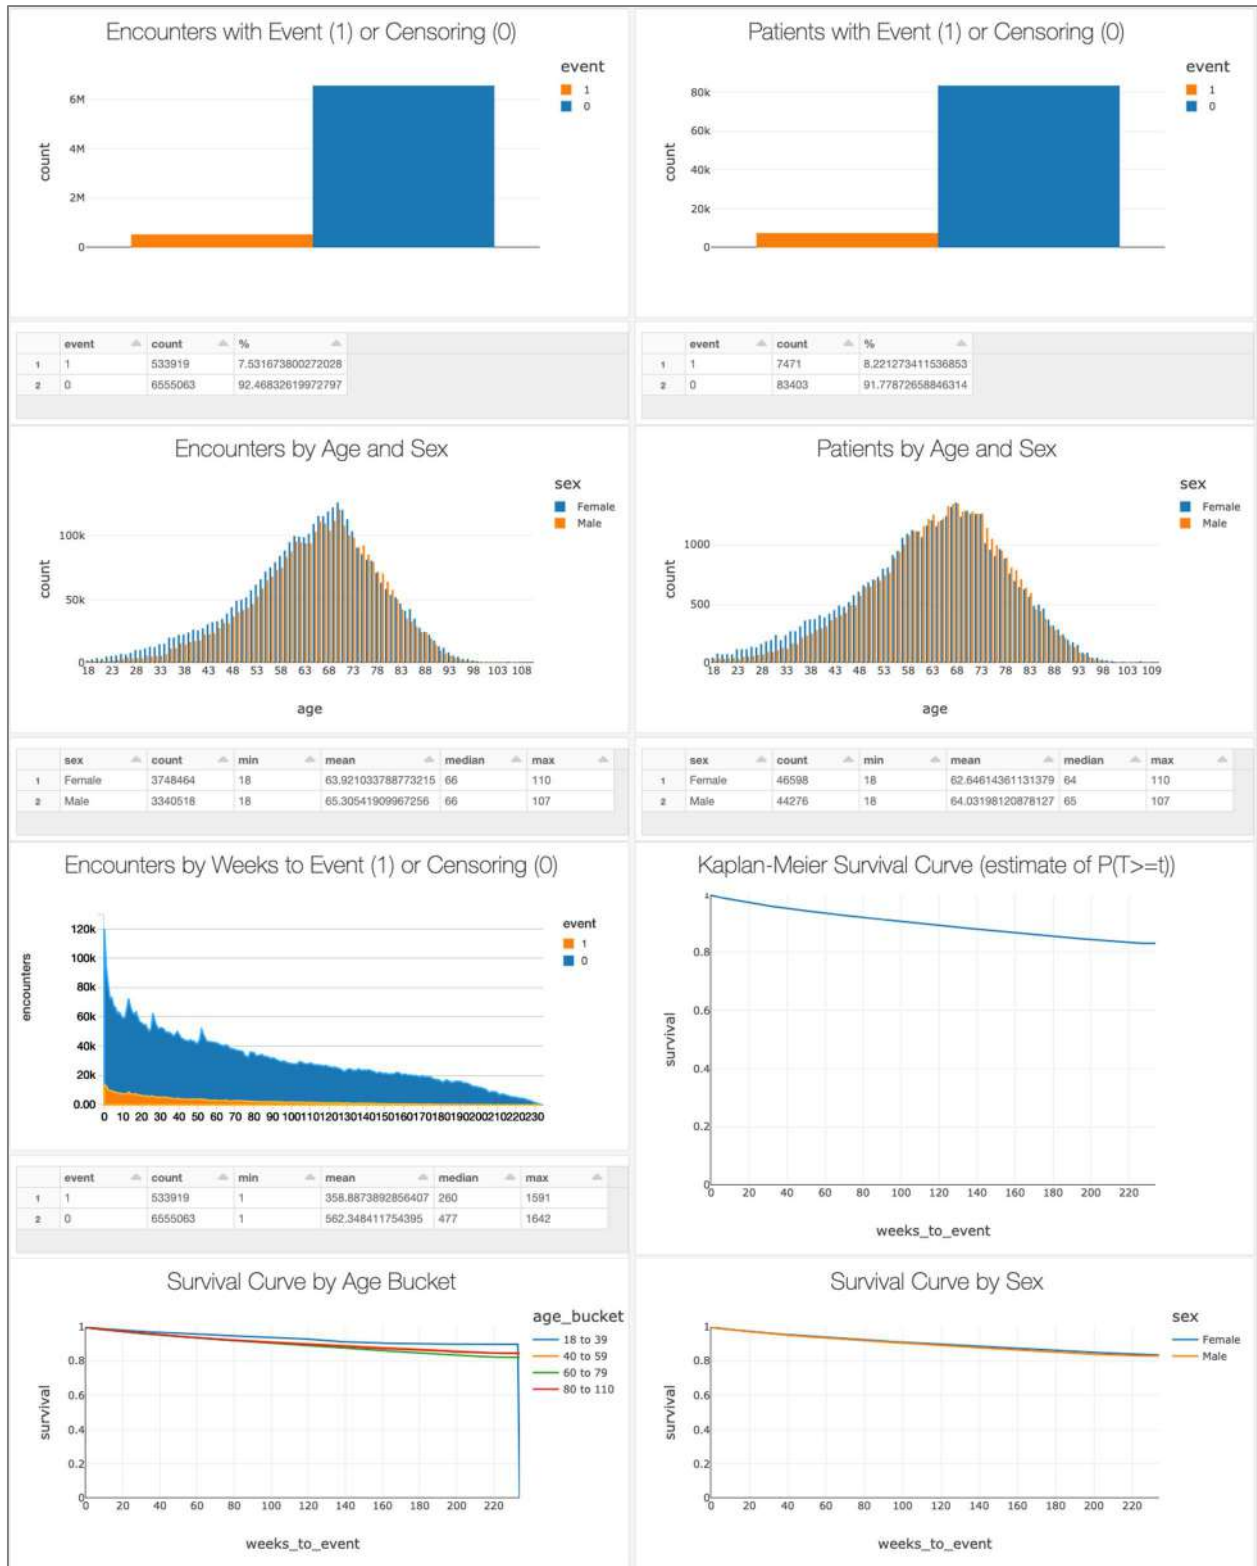 Encounters with Event (1) or Censoring (0)
event
1
0
6M
4M
2M
0
count
Patients with Event (1) or Censoring (0)
event
1
0
80k
60k
40k
20k
0
count
event count %
1 1 533919 7.531673800272028
2 0 6555063 92.46832619972797
event count %
1 1 7471 8.221273411536853
2 0 83403 91.77872658846314
Encounters by Age and Sex
sex
Female
Male
100k
50k
0
count
18 23 28 33 38 43 48 53 58 63 68 73 78 83 88 93 98 103 108
age
Patients by Age and Sex
sex
Female
Male
1000
500
0
count
18 23 28 33 38 43 48 53 58 63 68 73 78 83 88 93 98 103 109
age
sex count min mean median max
1 Female 3748464 18 63.921033788773215 66 110
2 Male 3340518 18 65.30541909967256 66 107
sex count min mean median max
1 Female 46598 18 62.64614361131379 64 110
2 Male 44276 18 64.03198120878127 65 107
Encounters by Weeks to Event (1) or Censoring (0)
event
1
0
120k
100k
80k
60k
40k
20k
0.00
encounters
0 10 20 30 40 50 60 70 80 90 100110120130140150160170180190200210220230
event count min mean median max
1 1 533919 1 358.8873892856407 260 1591
2 0 6555063 1 562.348411754395 477 1642
Kaplan-Meier Survival Curve (estimate of P(T>=t))
1
0.8
0.6
0.4
0.2
0
survival
0 20 40 60 80 100 120 140 160 180 200 220
weeks_to_event
Survival Curve by Age Bucket
age_bucket
18 to 39
40 to 59
60 to 79
80 to 110
1
0.8
0.6
0.4
0.2
0
survival
0 20 40 60 80 100 120 140 160 180 200 220
weeks_to_event
Survival Curve by Sex
sex
Female
Male
1
0.8
0.6
0.4
0.2
0
survival
0 20 40 60 80 100 120 140 160 180 200 220
weeks_to_event